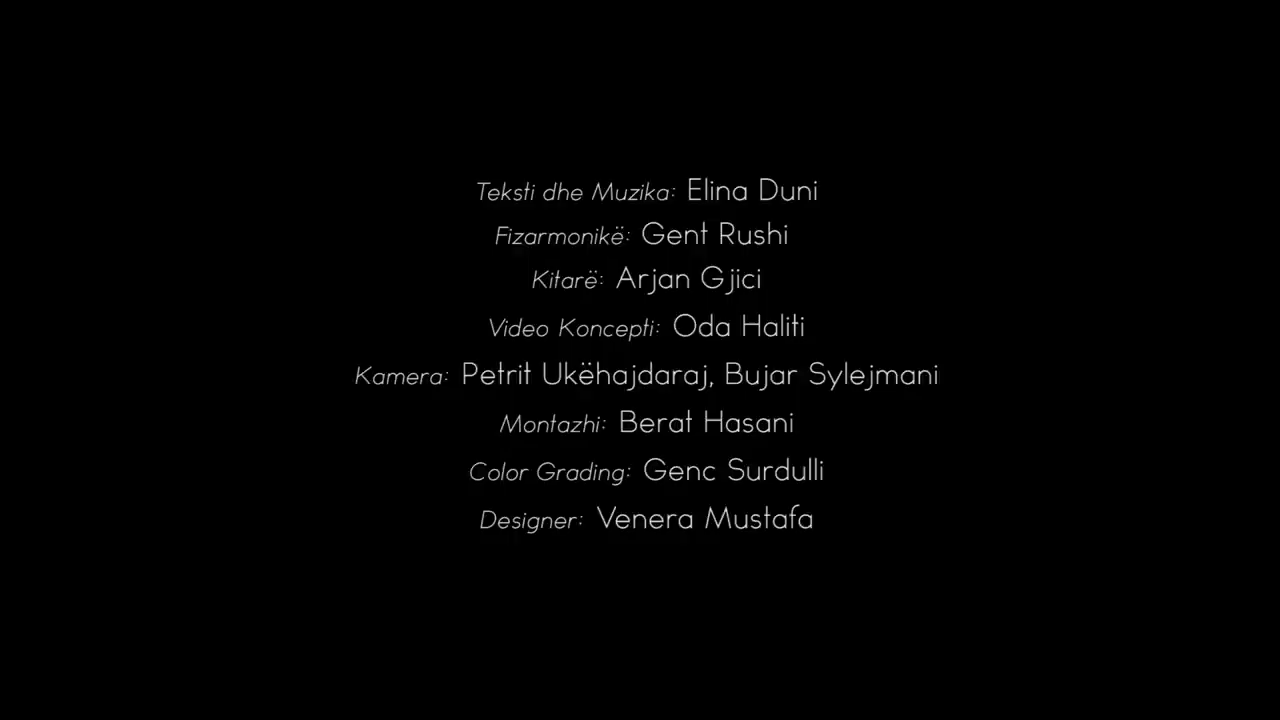 Teksti dhe Muzika: Elina Duni
Fizarmonikë: Gent Rushi
Kitarë: Arjan Gjici
Video Koncepti: Oda Haliti
Kamera: Petrit Ukëhajdaraj, Bujar Sylejmani
Montazhi: Berat Hasani
Color Grading: Genc Surdulli
Designer: Venera Mustafa